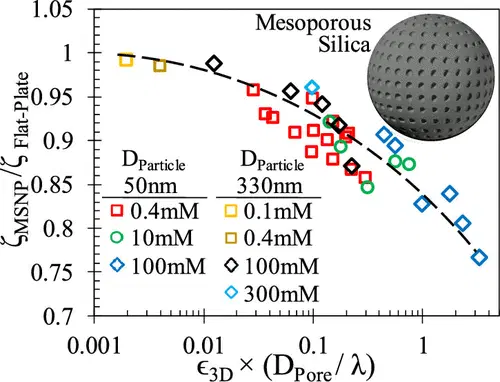 Mesoporous
Silica
ζMSNP/ζ Flat-Plate
1.05
1
0.95
0.9
0.85
0.8
0.75
0.7
DParticle DParticle
50nm 330nm
0.4mM 0.1mM
10mM 0.4mM
100mM 100mM
300mM
0.001 0.01 0.1 1
ϵ3D × (DPore / λ)